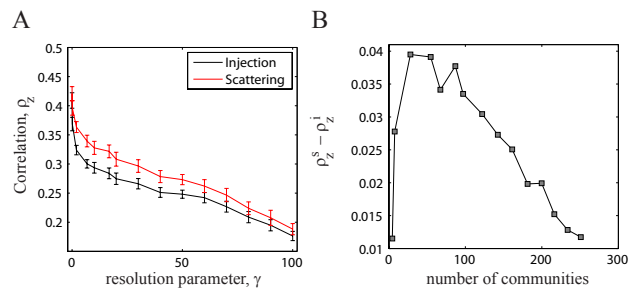 A
Correlation, ρz
0.5
0.45
0.4
0.35
0.3
0.25
0.2
Injection
Scattering
0
50
100
resolution parameter, γ
B
ρ_z^s − ρ_z^i
0.04
0.035
0.03
0.025
0.02
0.015
0.01
0
100
200
300
number of communities